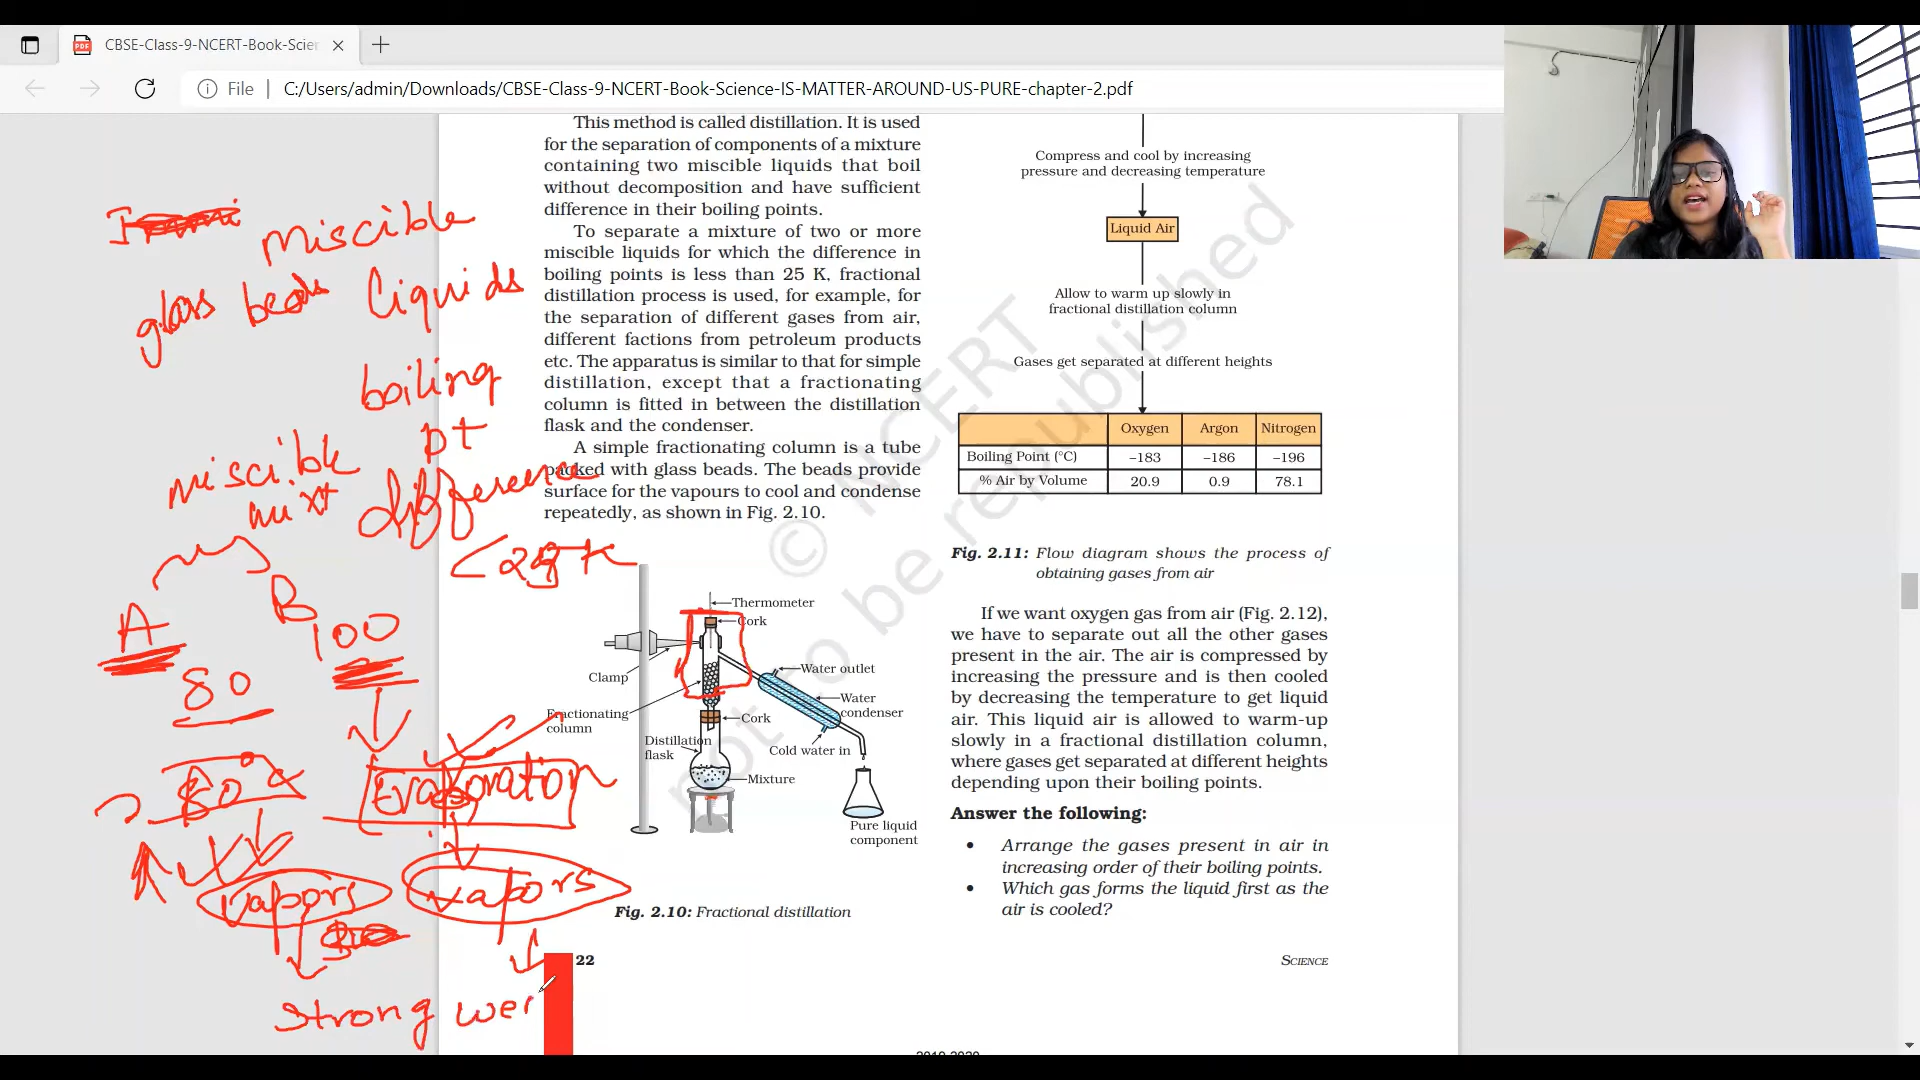 CBSE-Class-9-NCERT-Book-Scie
File
C:/Users/admin/Downloads/CBSE-Class-9-NCERT-Book-Science-IS-MATTER-AROUND-US-PURE-chapter-2.pdf
This method is called distillation. It is used
for the separation of components of a mixture
containing two miscible liquids that boil
without decomposition and have sufficient
difference in their boiling points.
To separate a mixture of two or more
miscible liquids for which the difference in
boiling points is less than 25 K, fractional
distillation process is used, for example, for
the separation of different gases from air,
different factions from petroleum products
etc. The apparatus is similar to that for simple
distillation, except that a fractionating
column is fitted in between the distillation
flask and the condenser.
A simple fractionating column is a tube
packed with glass beads. The beads provide
surface for the vapours to cool and condense
repeatedly, as shown in Fig. 2.10.
Thermometer
Cork
Clamp
Water outlet
Water
condenser
Fractionating
column
Cork
Distillation
flask
Cold water in
Mixture
Pure liquid
component
Fig. 2.10: Fractional distillation
22
Compress and cool by increasing
pressure and decreasing temperature
Liquid Air
Allow to warm up slowly in
fractional distillation column
Gases get separated at different heights
Oxygen Argon Nitrogen
Boiling Point (°C) –183 –186 –196
% Air by Volume 20.9 0.9 78.1
Fig. 2.11: Flow diagram shows the process of
obtaining gases from air
If we want oxygen gas from air (Fig. 2.12),
we have to separate out all the other gases
present in the air. The air is compressed by
increasing the pressure and is then cooled
by decreasing the temperature to get liquid
air. This liquid air is allowed to warm-up
slowly in a fractional distillation column,
where gases get separated at different heights
depending upon their boiling points.
Answer the following:
• Arrange the gases present in air in
increasing order of their boiling points.
• Which gas forms the liquid first as the
air is cooled?
SCIENCE
© NCERT
not to be republished
Miscible
glass beads liquids
boiling
pt
difference
miscible
mixt
A B
80 100
80°
Evaporation
vapors vapors
strong wer